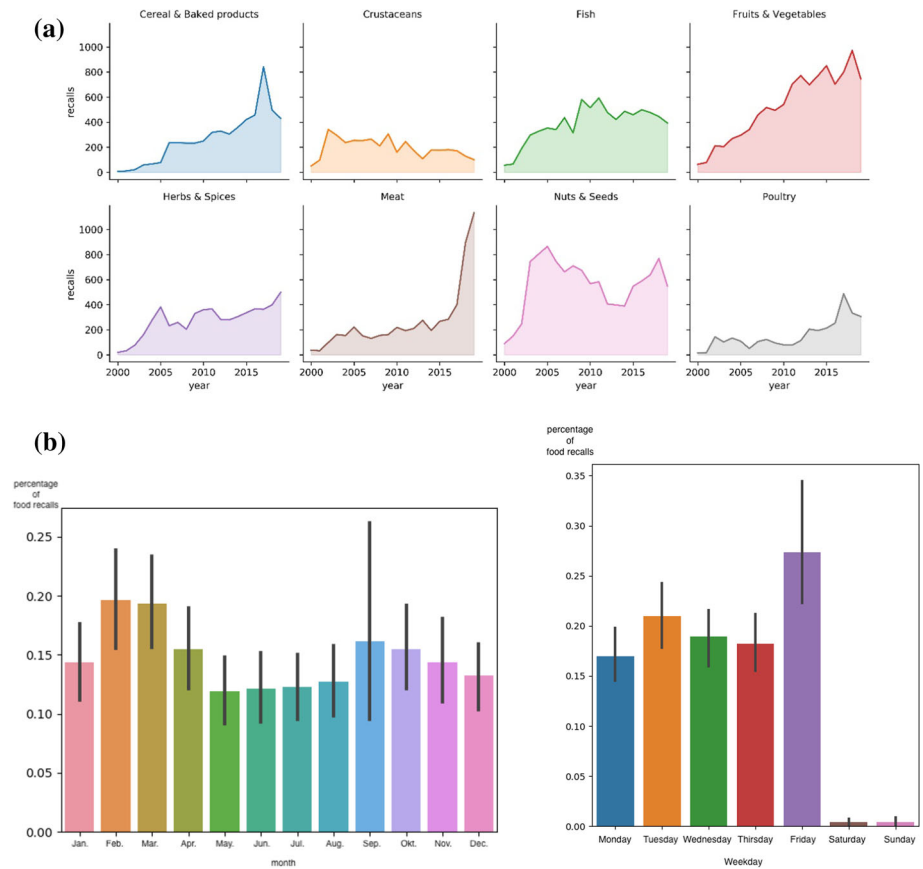 (a)
Cereal & Baked products
Crustaceans
Fish
Fruits & Vegetables
recalls
1000
800
600
400
200
0
Herbs & Spices
Meat
Nuts & Seeds
Poultry
recalls
1000
800
600
400
200
0
2000 2005 2010 2015
year
2000 2005 2010 2015
year
2000 2005 2010 2015
year
2000 2005 2010 2015
year
(b)
percentage
of
food recalls
0.25
0.20
0.15
0.10
0.05
0.00
Jan. Feb. Mar. Apr. May. Jun. Jul. Aug. Sep. Okt. Nov. Dec.
month
percentage
of
food recalls
0.35
0.30
0.25
0.20
0.15
0.10
0.05
0.00
Monday Tuesday Wednesday Thirsday Friday Saturday Sunday
Weekday